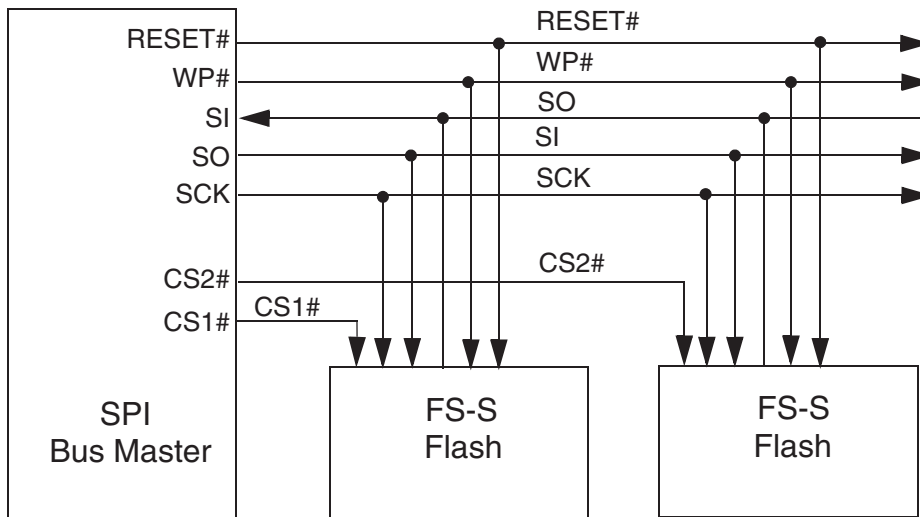 RESET#
RESET#
WP#
WP#
SI
SO
SO
SI
SCK
SCK
CS2#
CS2#
CS1#
CS1#
SPI
Bus Master
FS-S
Flash
FS-S
Flash